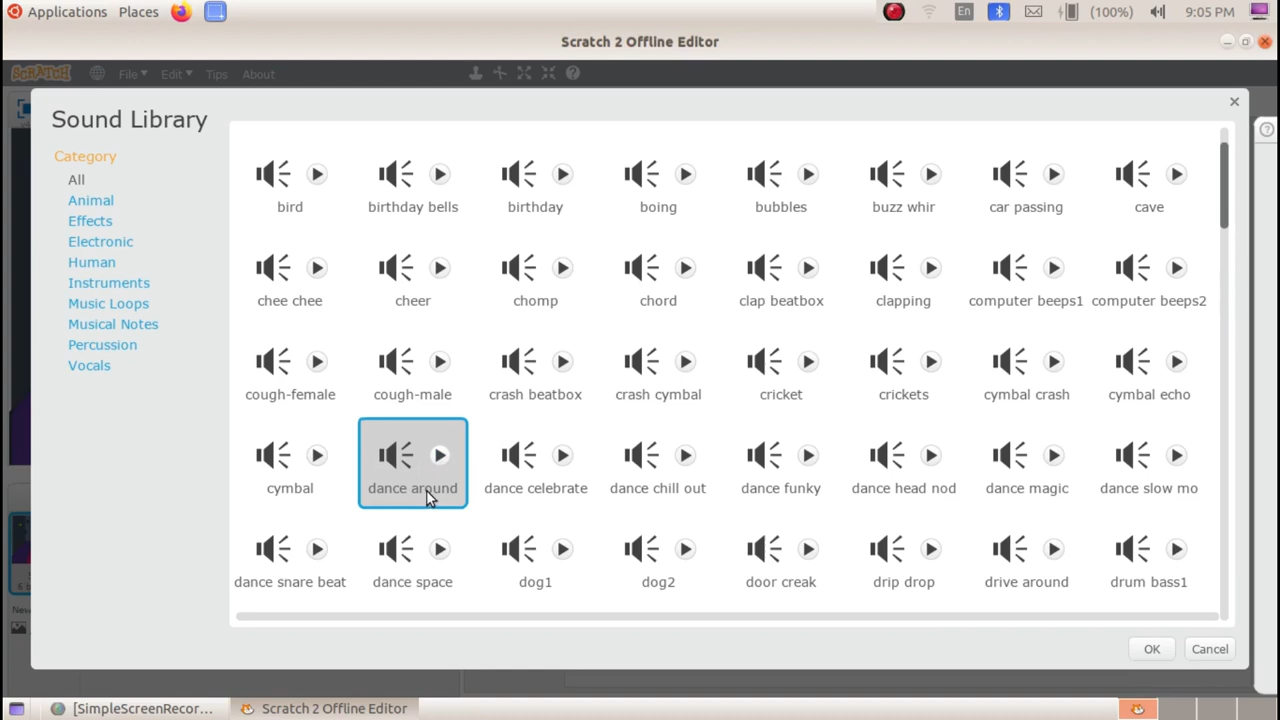 Applications Places En (100%) 9:05 PM
Scratch 2 Offline Editor
SCRATCH File Edit Tips About
Sound Library
Category
All
Animal
Effects
Electronic
Human
Instruments
Music Loops
Musical Notes
Percussion
Vocals
bird birthday bells birthday boing bubbles buzz whir car passing cave
chee chee cheer chomp chord clap beatbox clapping computer beeps1 computer beeps2
cough-female cough-male crash beatbox crash cymbal cricket crickets cymbal crash cymbal echo
cymbal dance around dance celebrate dance chill out dance funky dance head nod dance magic dance slow mo
dance snare beat dance space dog1 dog2 door creak drip drop drive around drum bass1
OK Cancel
[SimpleScreenRecor... Scratch 2 Offline Editor